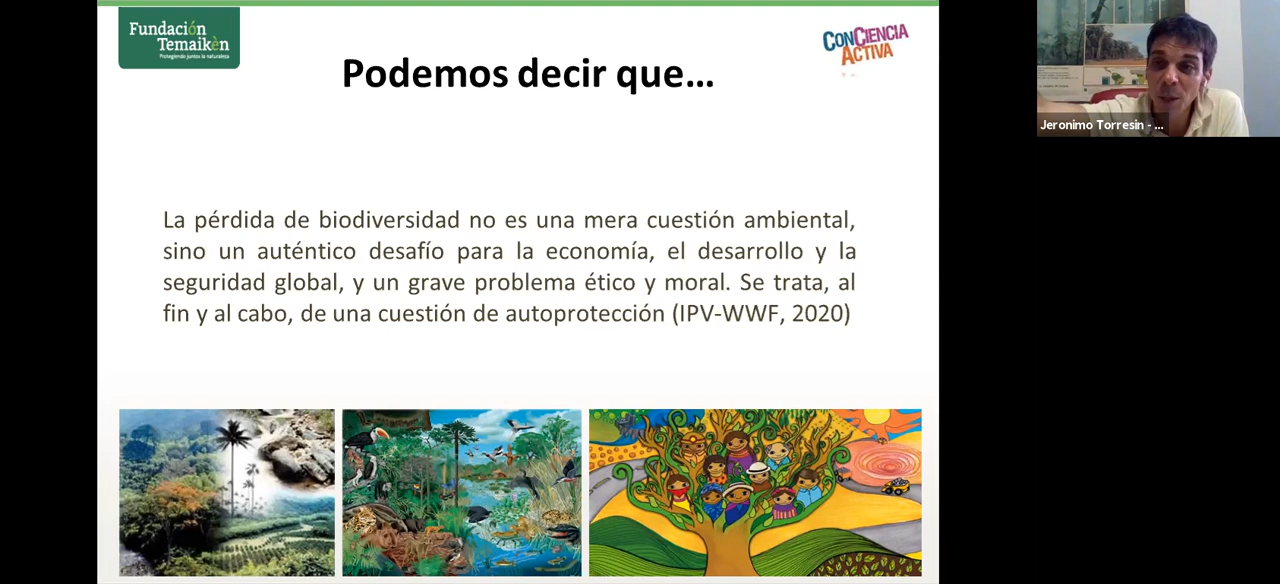 Fundación
Temaikèn
Protegiendo juntos la naturaleza
CONCIENCIA
ACTIVA
Podemos decir que...
Jeronimo Torresin - ...
La pérdida de biodiversidad no es una mera cuestión ambiental,
sino un auténtico desafío para la economía, el desarrollo y la
seguridad global, y un grave problema ético y moral. Se trata, al
fin y al cabo, de una cuestión de autoprotección (IPV-WWF, 2020)